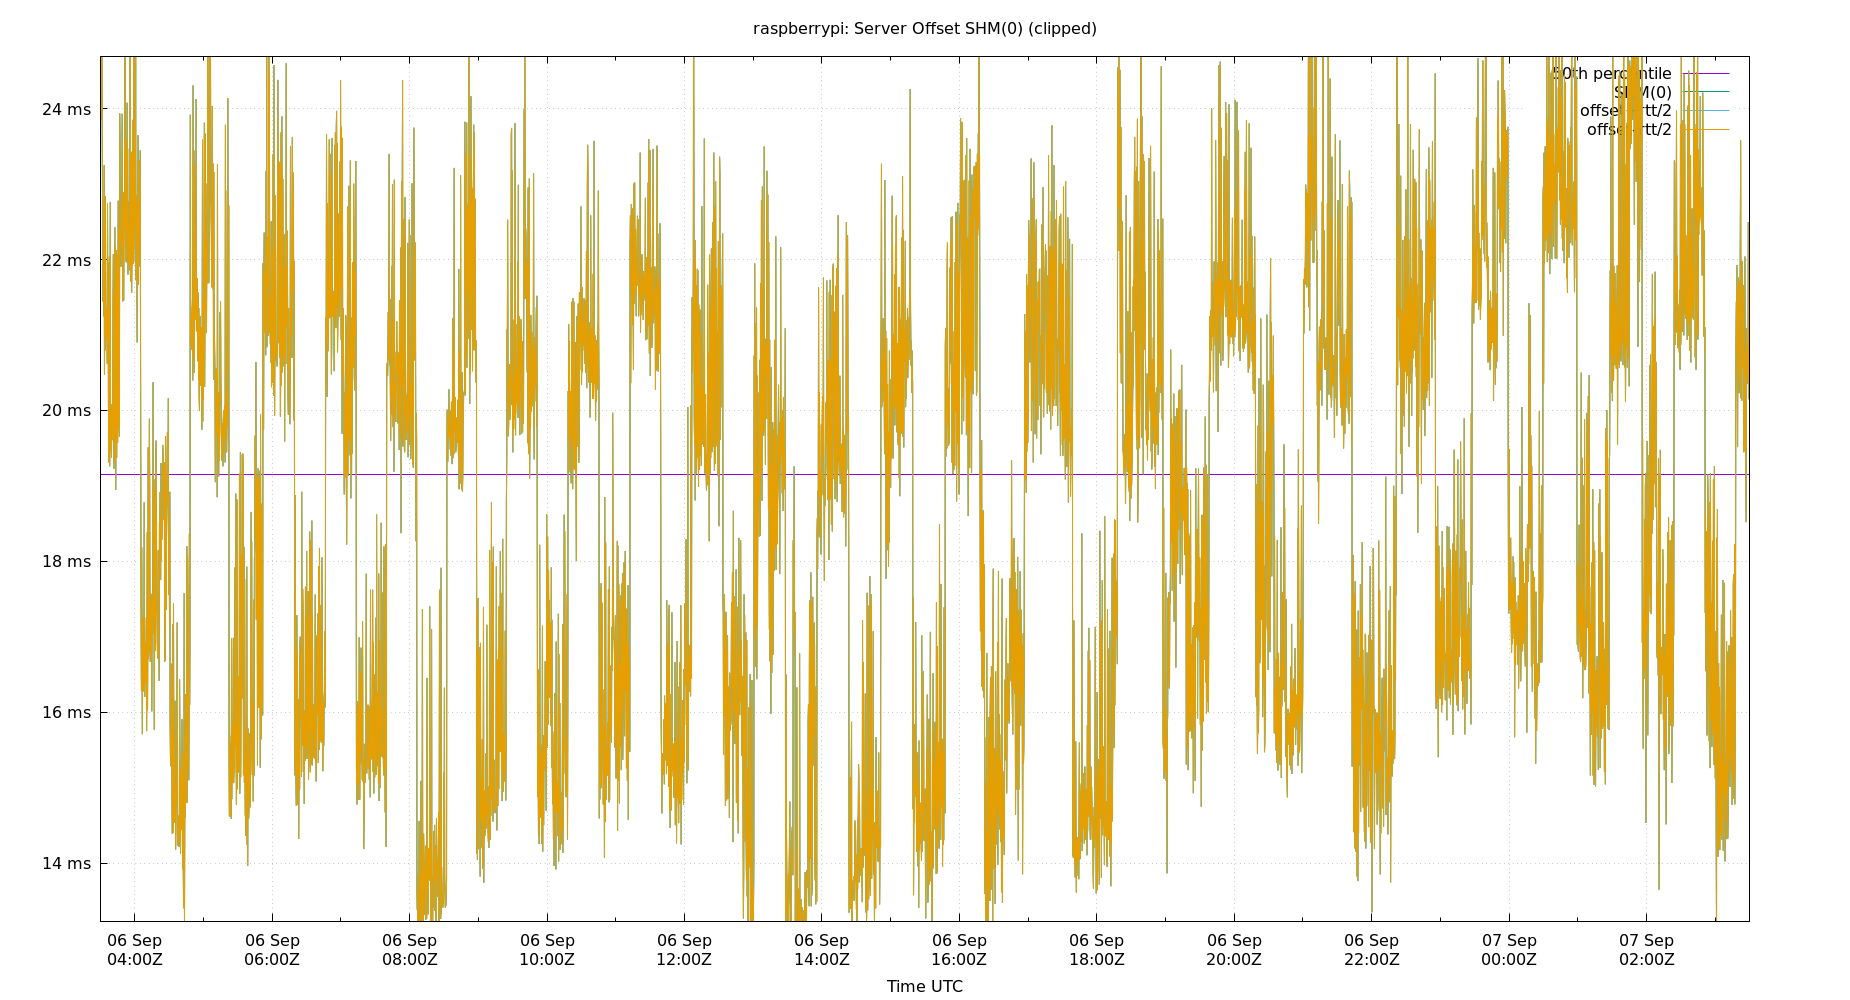 raspberrypi: Server Offset SHM(0) (clipped)
50th percentile
SHM(0)
offset-rtt/2
offset+rtt/2
24 ms
22 ms
20 ms
18 ms
16 ms
14 ms
06 Sep 06 Sep 06 Sep 06 Sep 06 Sep 06 Sep 06 Sep 06 Sep 06 Sep 06 Sep 07 Sep 07 Sep
04:00Z 06:00Z 08:00Z 10:00Z 12:00Z 14:00Z 16:00Z 18:00Z 20:00Z 22:00Z 00:00Z 02:00Z
Time UTC